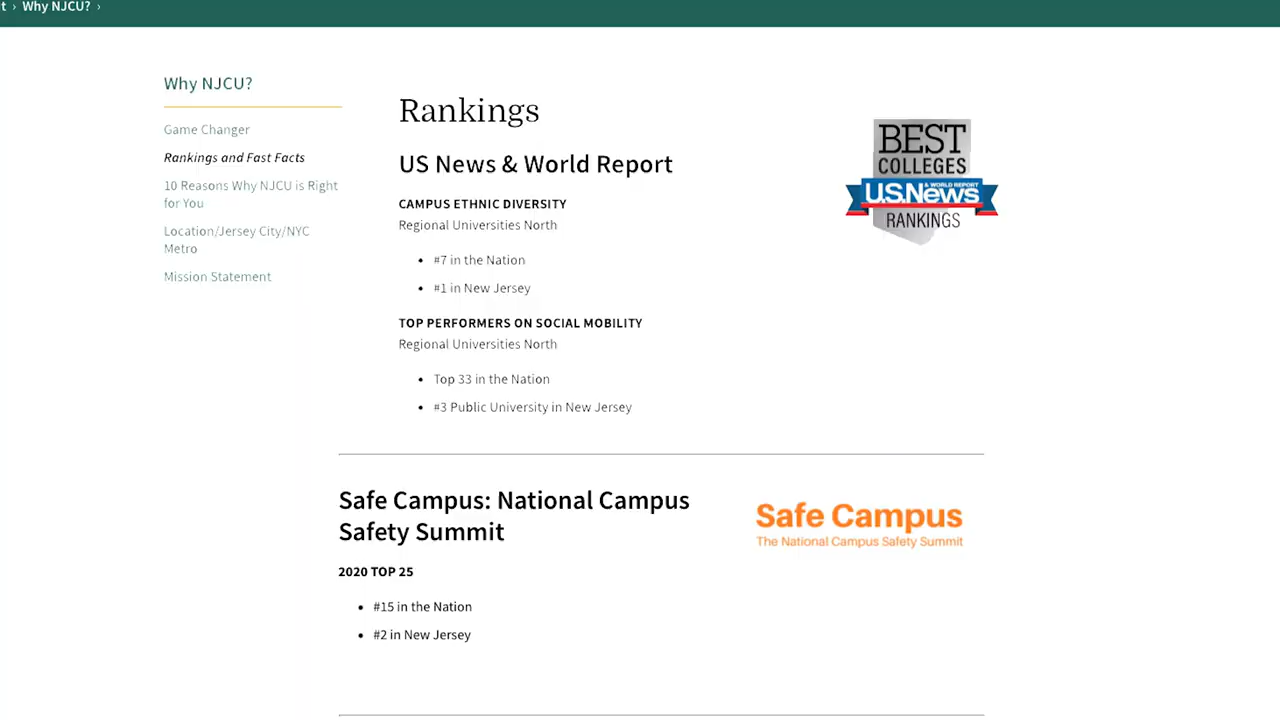 t › Why NJCU? ›
Why NJCU?
Game Changer
Rankings and Fast Facts
10 Reasons Why NJCU is Right
for You
Location/Jersey City/NYC
Metro
Mission Statement
Rankings
US News & World Report
CAMPUS ETHNIC DIVERSITY
Regional Universities North
• #7 in the Nation
• #1 in New Jersey
TOP PERFORMERS ON SOCIAL MOBILITY
Regional Universities North
• Top 33 in the Nation
• #3 Public University in New Jersey
BEST
COLLEGES
U.S.News & WORLD REPORT
RANKINGS
Safe Campus: National Campus
Safety Summit
2020 TOP 25
• #15 in the Nation
• #2 in New Jersey
Safe Campus
The National Campus Safety Summit